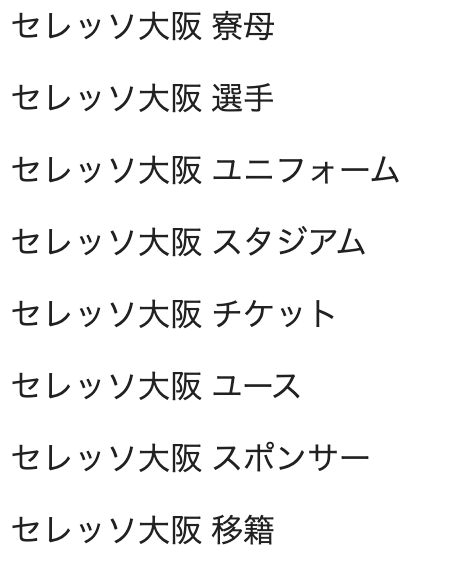 セレッソ大阪 寮母
セレッソ大阪 選手
セレッソ大阪 ユニフォーム
セレッソ大阪 スタジアム
セレッソ大阪 チケット
セレッソ大阪 ユース
セレッソ大阪 スポンサー
セレッソ大阪 移籍